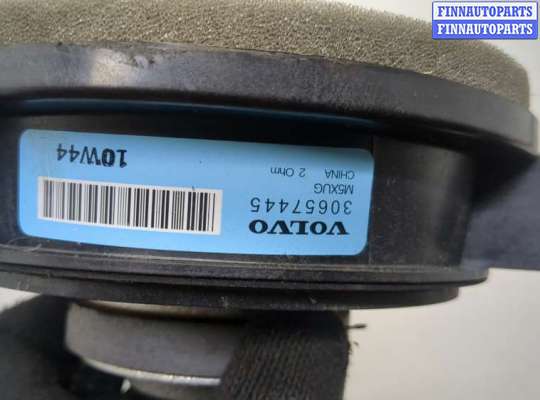 FINNAUTOPARTS
FINNAUTOPARTS
VOLVO
30657445
M5XUG
CHINA 2 Ohm
10W44